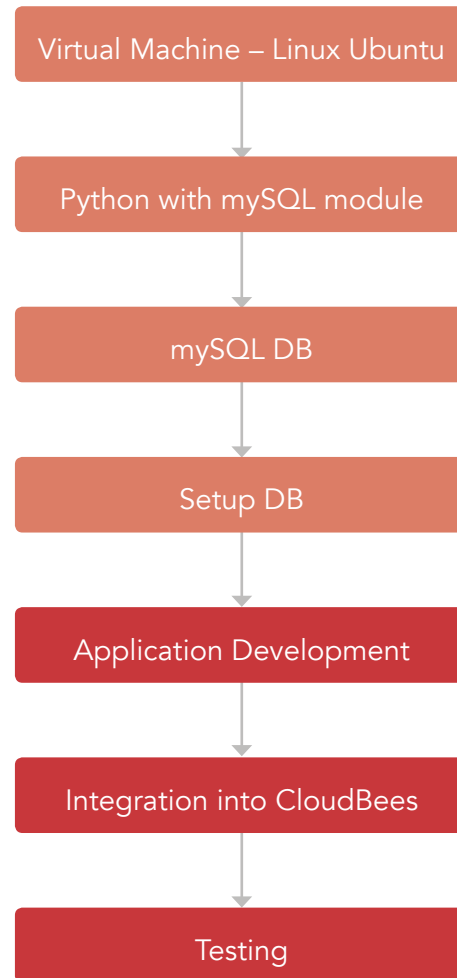 Virtual Machine – Linux Ubuntu
Python with mySQL module
mySQL DB
Setup DB
Application Development
Integration into CloudBees
Testing